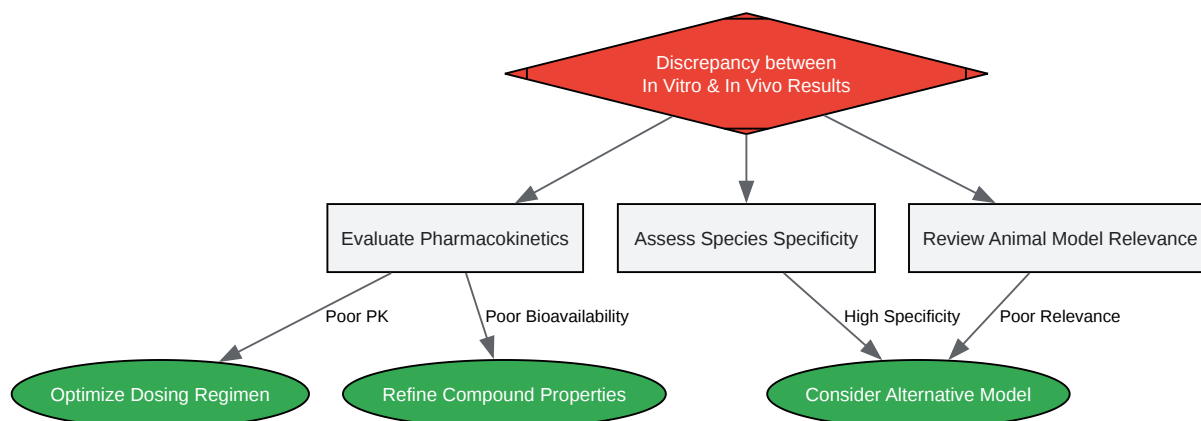 Discrepancy between
In Vitro & In Vivo Results
Evaluate Pharmacokinetics
Assess Species Specificity
Review Animal Model Relevance
Poor PK
Poor Bioavailability
High Specificity
Poor Relevance
Optimize Dosing Regimen
Refine Compound Properties
Consider Alternative Model